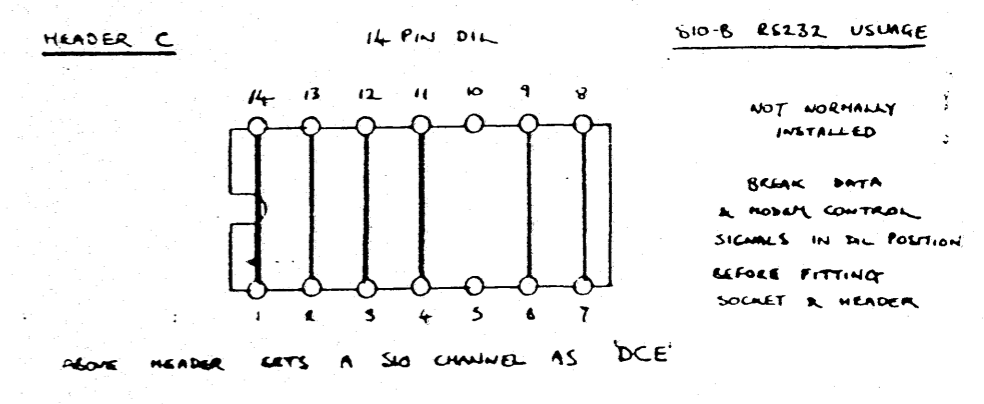 HEADER C
14 PIN DIL
SIO-B RS232 USUAGE
14 13 12 11 10 9 8
NOT NORMALLY
INSTALLED
BREAK DATA
& MODEM CONTROL
SIGNALS IN DIL POSITION
BEFORE FITTING
SOCKET & HEADER
1 2 3 4 5 6 7
ABOVE HEADER SETS A SIO CHANNEL AS 'DCE'